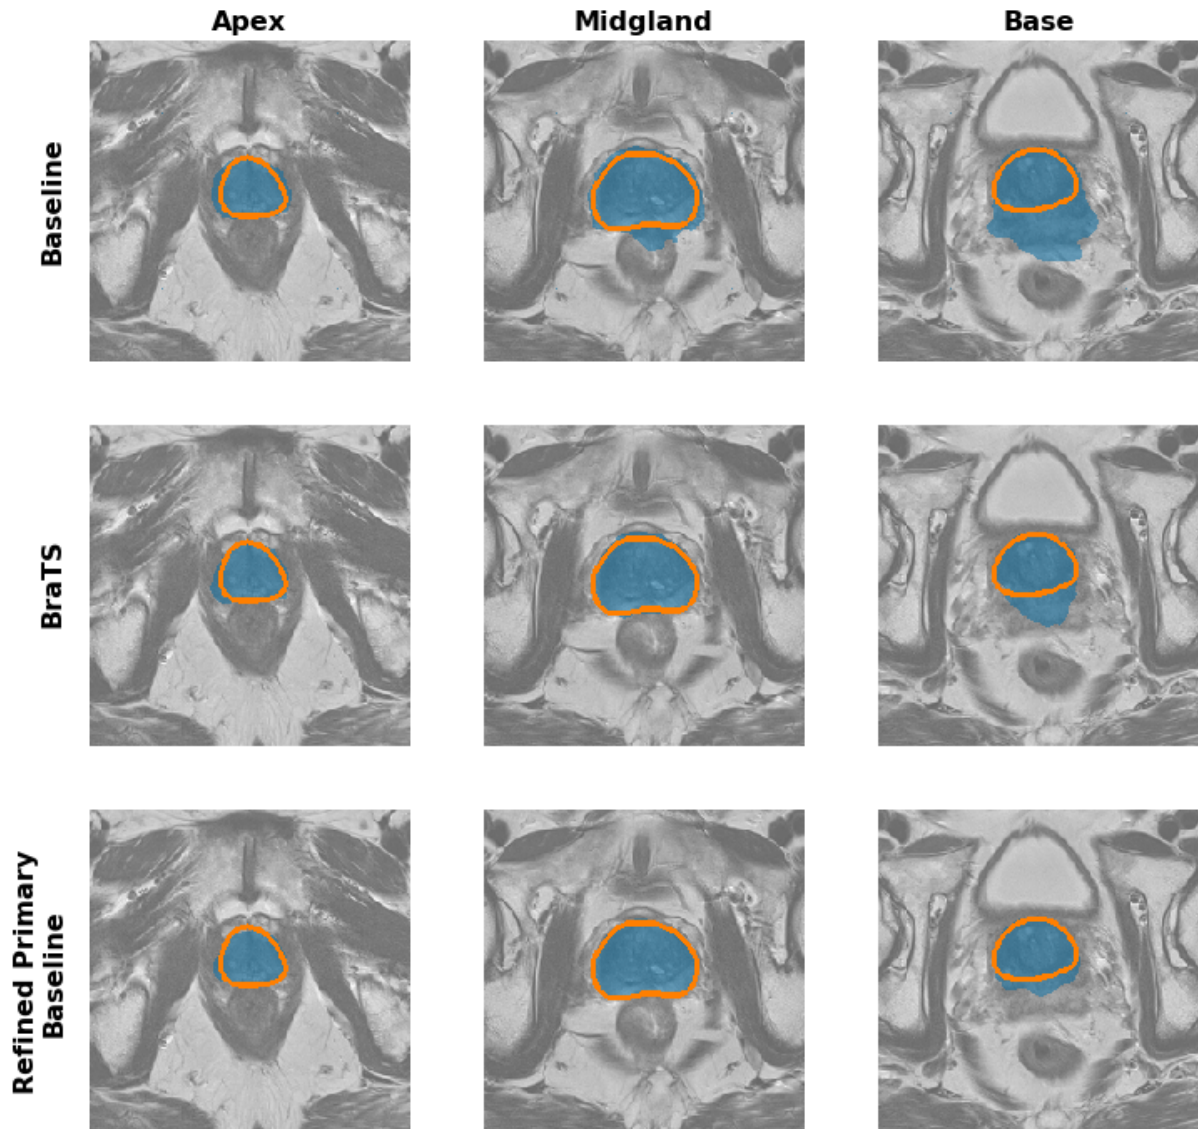 Apex
Midgland
Base
Baseline
BraTS
Refined Primary
Baseline